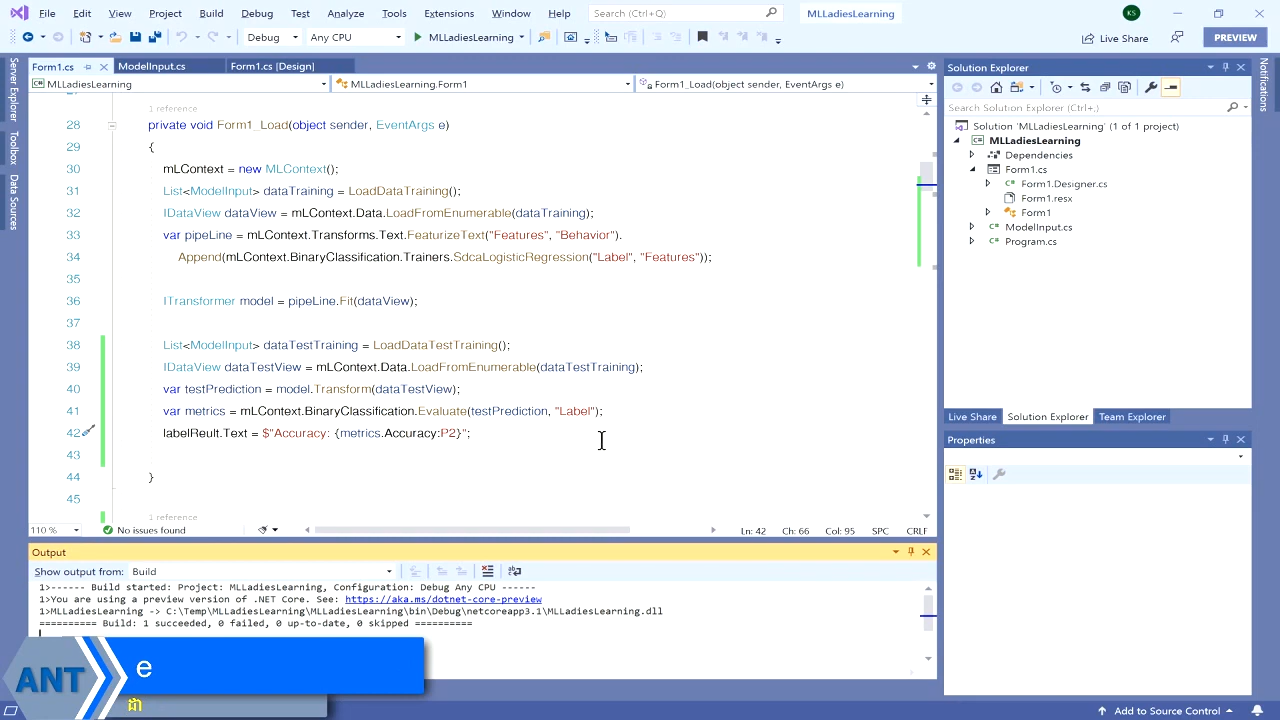 File Edit View Project Build Debug Test Analyze Tools Extensions Window Help Search (Ctrl+Q) MLLadiesLearning KS
Debug Any CPU MLLadiesLearning Live Share PREVIEW
Server Explorer
Toolbox
Data Sources
Form1.cs ModelInput.cs Form1.cs [Design]
MLLadiesLearning MLLadiesLearning.Form1 Form1_Load(object sender, EventArgs e)
1 reference
28 private void Form1_Load(object sender, EventArgs e)
29 {
30 mLContext = new MLContext();
31 List<ModelInput> dataTraining = LoadDataTraining();
32 IDataView dataView = mLContext.Data.LoadFromEnumerable(dataTraining);
33 var pipeLine = mLContext.Transforms.Text.FeaturizeText("Features", "Behavior").
34 Append(mLContext.BinaryClassification.Trainers.SdcaLogisticRegression("Label", "Features"));
35
36 ITransformer model = pipeLine.Fit(dataView);
37
38 List<ModelInput> dataTestTraining = LoadDataTestTraining();
39 IDataView dataTestView = mLContext.Data.LoadFromEnumerable(dataTestTraining);
40 var testPrediction = model.Transform(dataTestView);
41 var metrics = mLContext.BinaryClassification.Evaluate(testPrediction, "Label");
42 labelReult.Text = $"Accuracy: {metrics.Accuracy:P2}";
43
44 }
45
1 reference
110 % No issues found Ln: 42 Ch: 66 Col: 95 SPC CRLF
Output
Show output from: Build
1>------ Build started: Project: MLLadiesLearning, Configuration: Debug Any CPU ------
1>You are using a preview version of .NET Core. See: https://aka.ms/dotnet-core-preview
1>MLLadiesLearning -> C:\Temp\MLLadiesLearning\MLLadiesLearning\bin\Debug\netcoreapp3.1\MLLadiesLearning.dll
========== Build: 1 succeeded, 0 failed, 0 up-to-date, 0 skipped ==========
ANT e
ก
Solution Explorer
Search Solution Explorer (Ctrl+,)
Solution 'MLLadiesLearning' (1 of 1 project)
MLLadiesLearning
Dependencies
Form1.cs
Form1.Designer.cs
Form1.resx
Form1
ModelInput.cs
Program.cs
Live Share Solution Explorer Team Explorer
Properties
Notifications
Add to Source Control